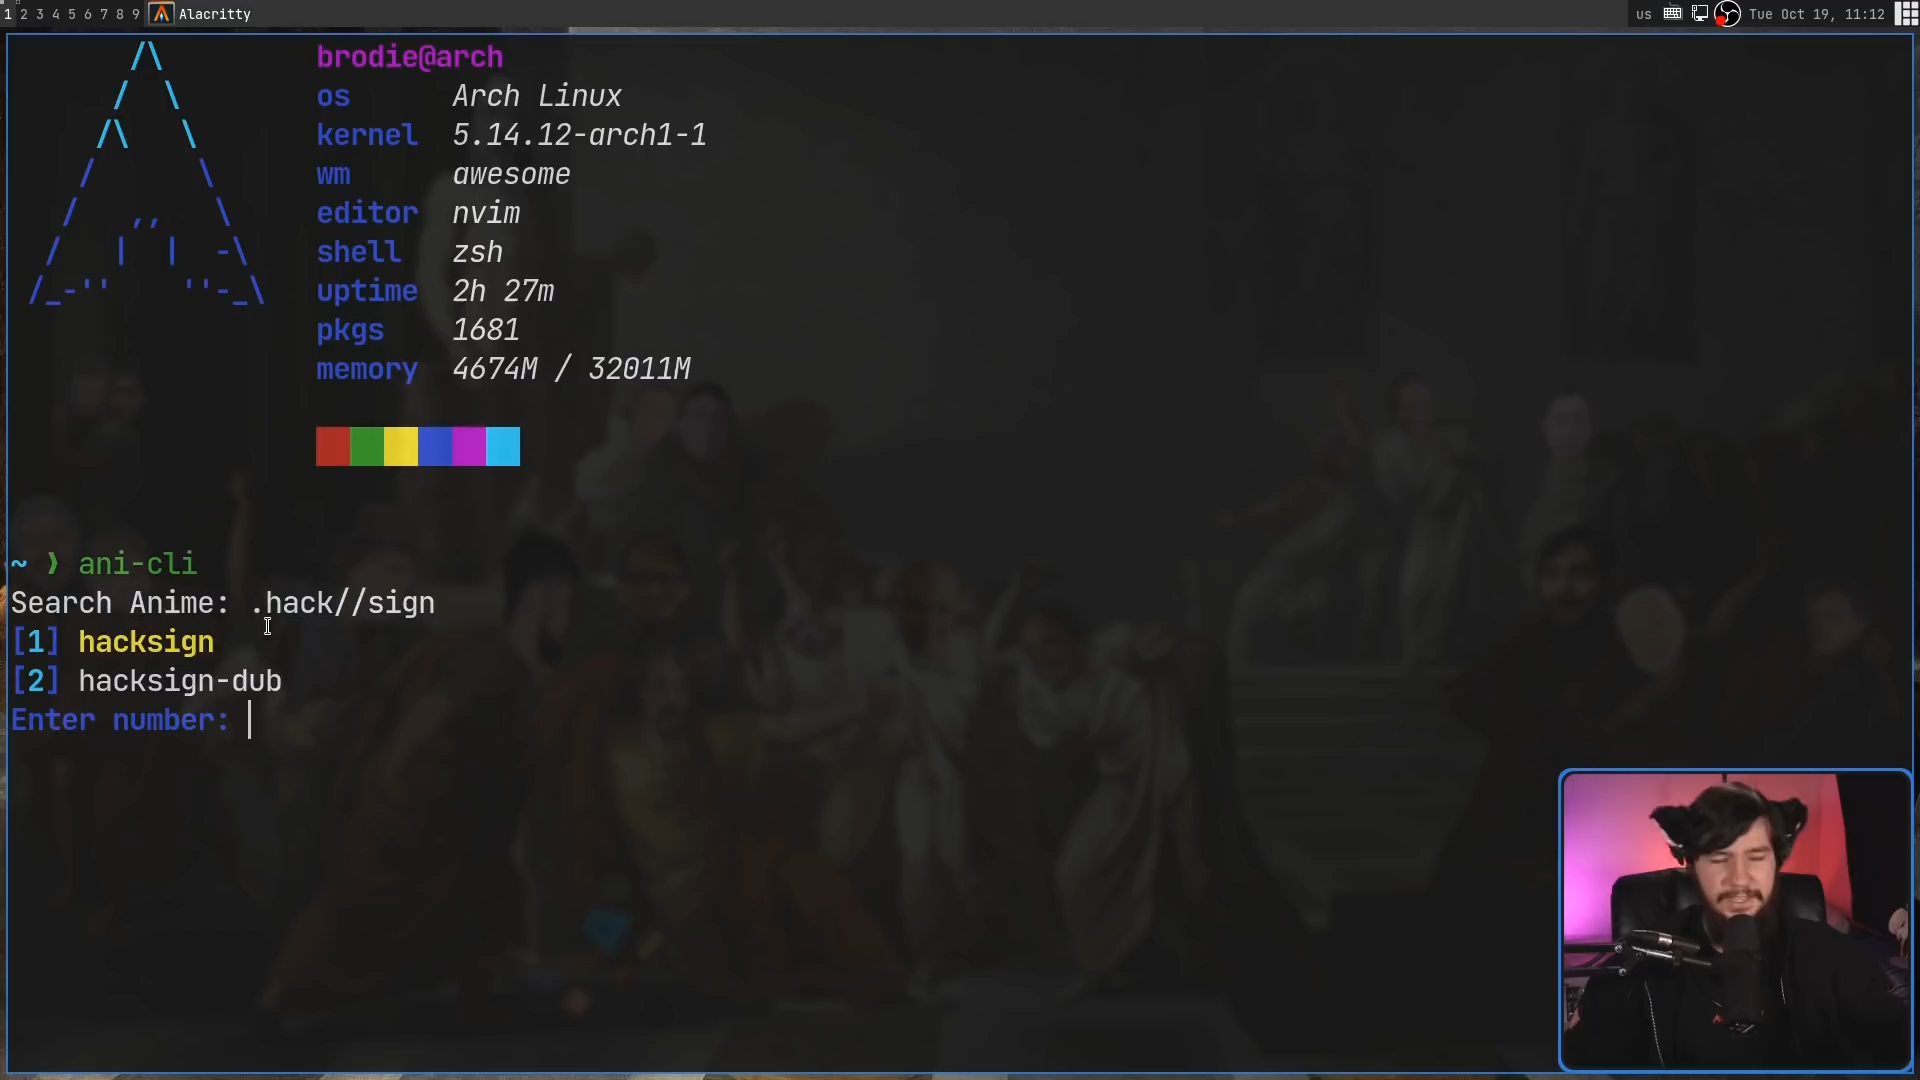 1 2 3 4 5 6 7 8 9 Alacritty us Tue Oct 19, 11:12
brodie@arch
os Arch Linux
kernel 5.14.12-arch1-1
wm awesome
editor nvim
shell zsh
uptime 2h 27m
pkgs 1681
memory 4674M / 32011M
~ ❯ ani-cli
Search Anime: .hack//sign
[1] hacksign
[2] hacksign-dub
Enter number: